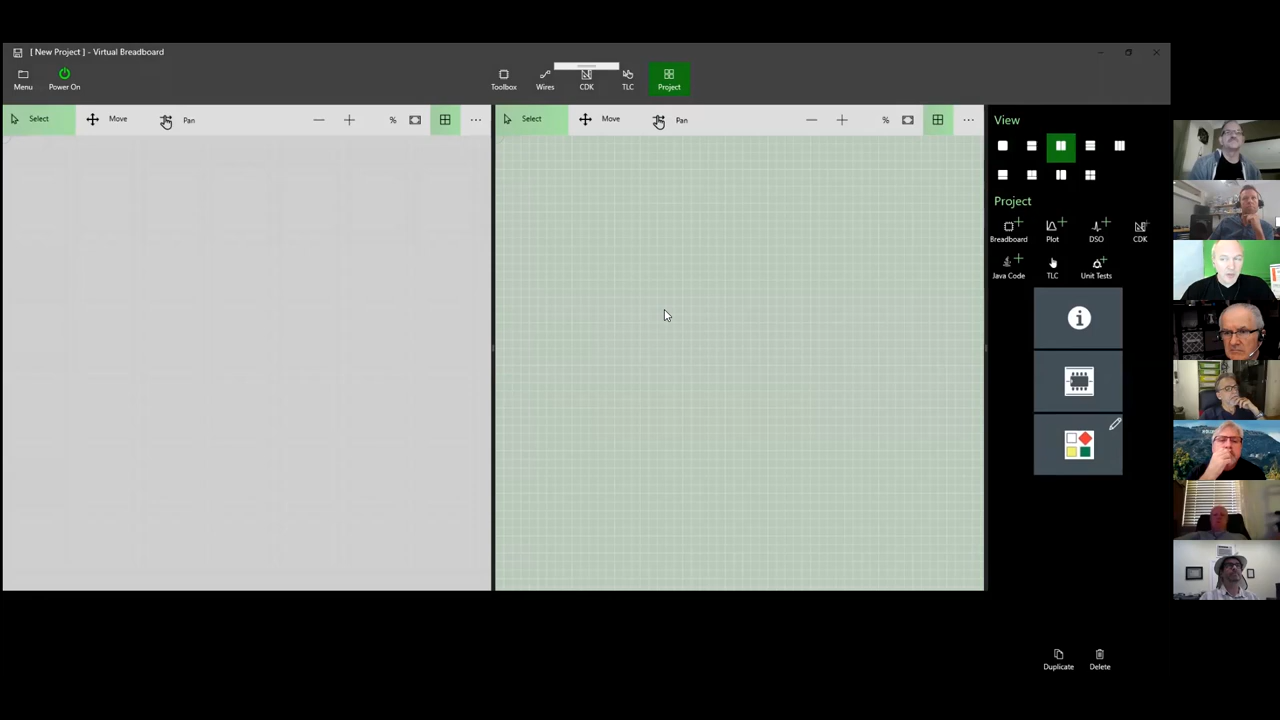 [ New Project ] - Virtual Breadboard
Menu
Power On
Toolbox
Wires
CDK
TLC
Project
Select
Move
Pan
%
Select
Move
Pan
%
View
Project
Breadboard
Plot
DSO
CDK
Java Code
TLC
Unit Tests
Duplicate
Delete